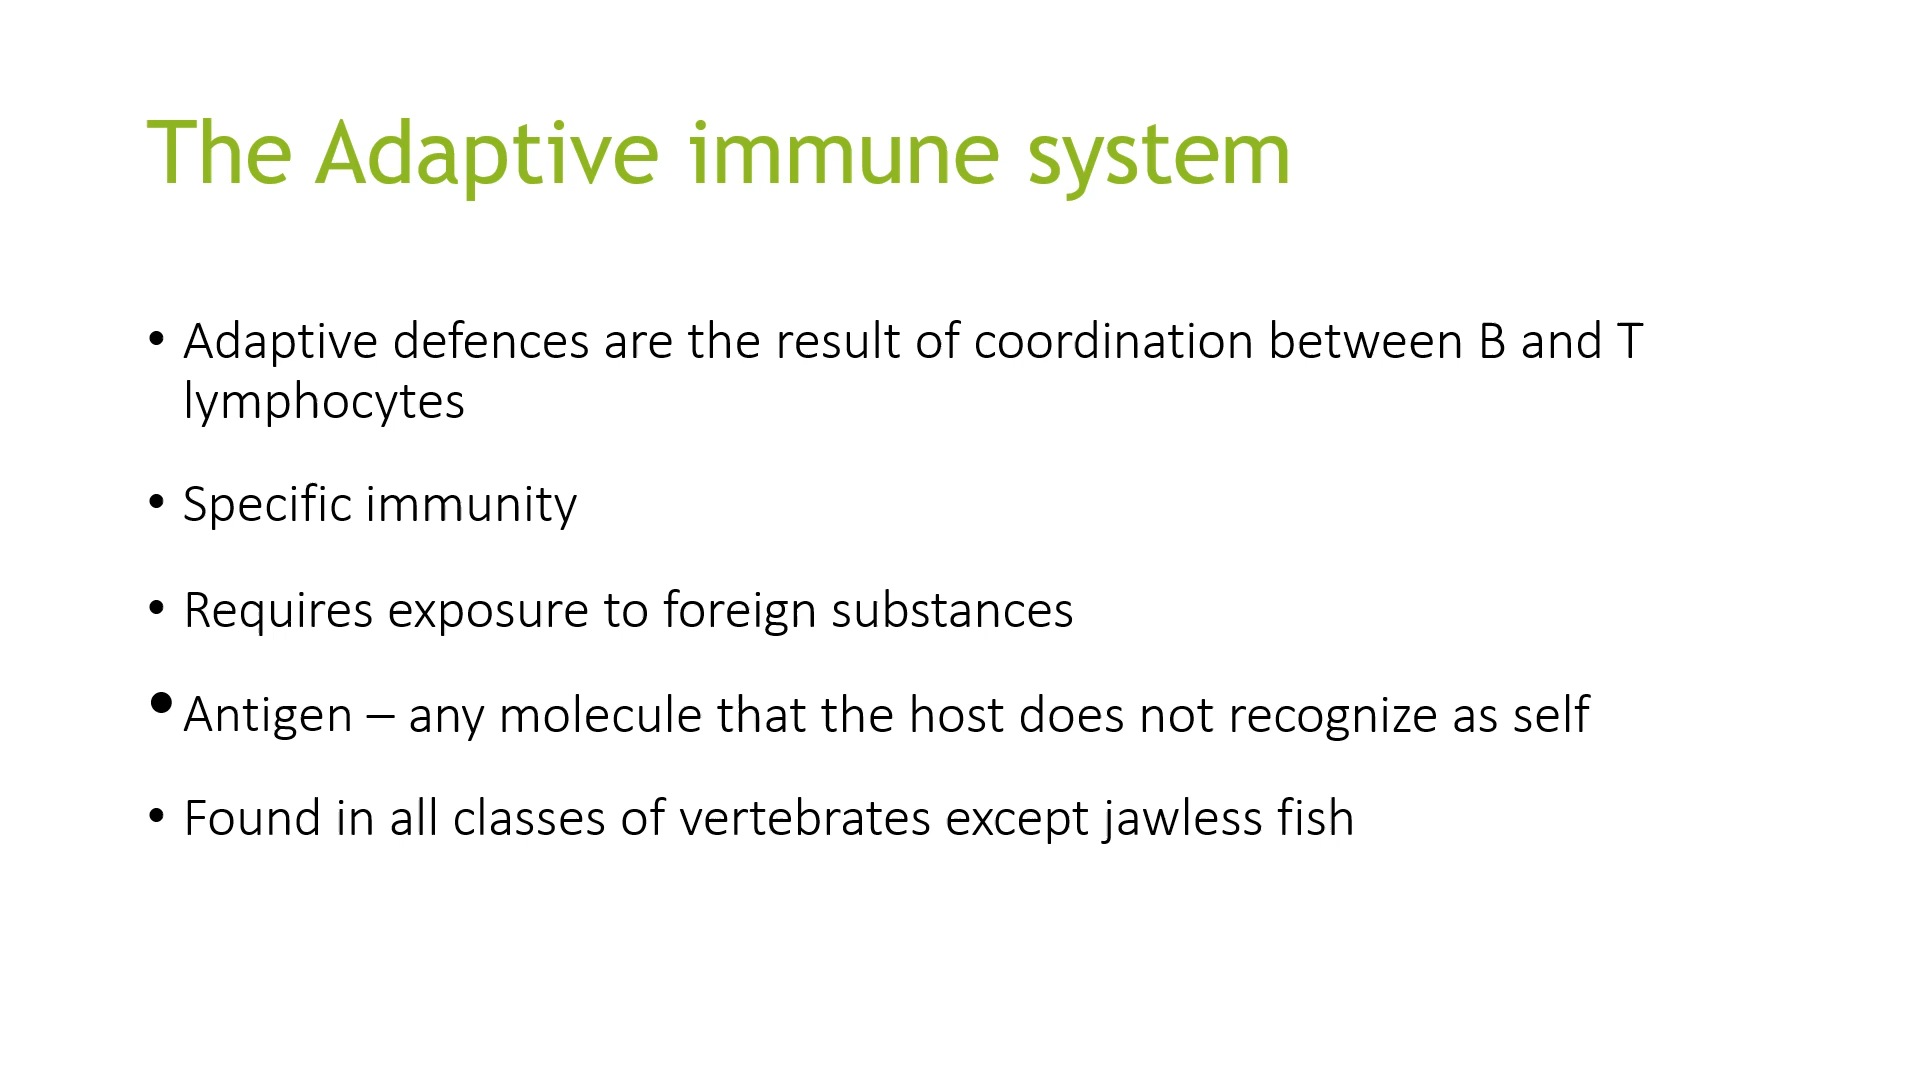 The Adaptive immune system
• Adaptive defences are the result of coordination between B and T
lymphocytes
• Specific immunity
• Requires exposure to foreign substances
• Antigen – any molecule that the host does not recognize as self
• Found in all classes of vertebrates except jawless fish